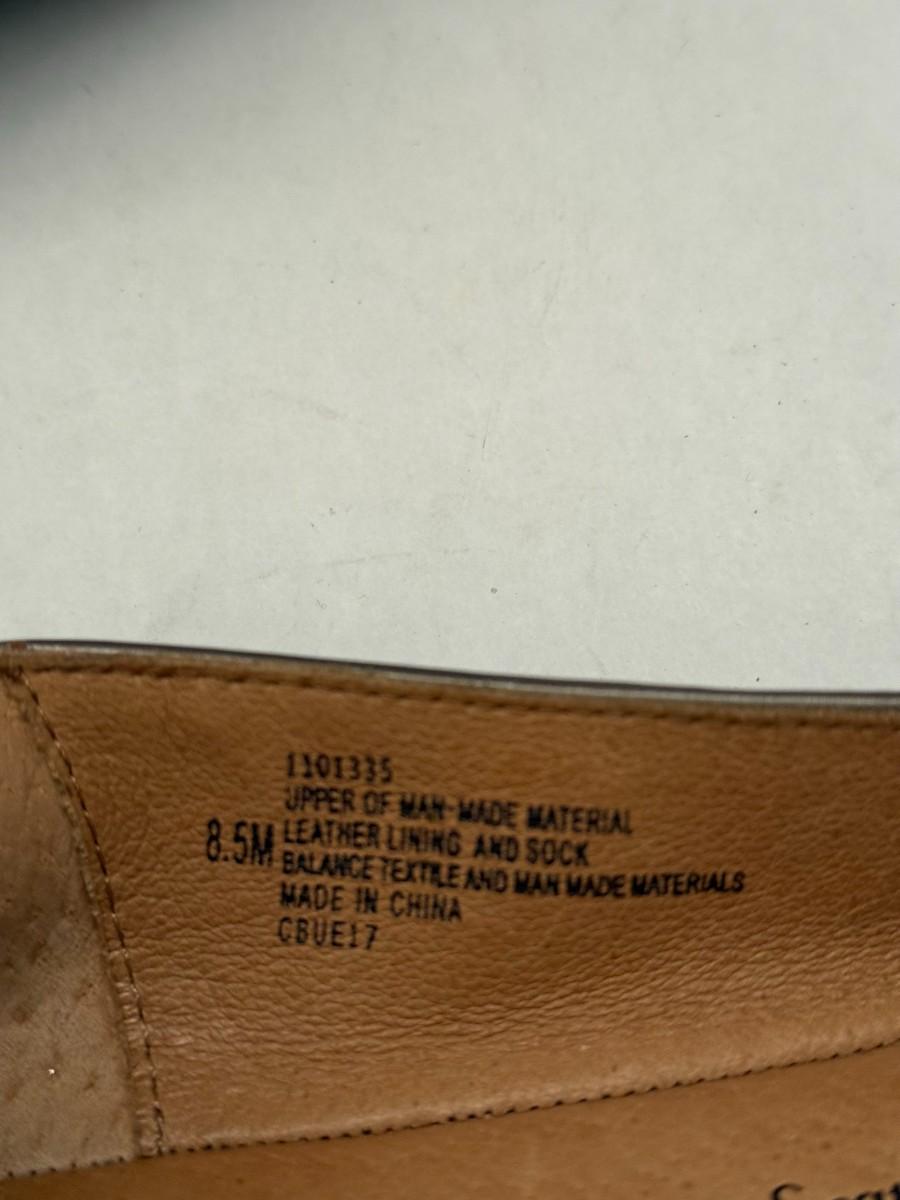 1101335
UPPER OF MAN-MADE MATERIAL
8.5M LEATHER LINING AND SOCK
BALANCE TEXTILE AND MAN MADE MATERIALS
MADE IN CHINA
CBUE17